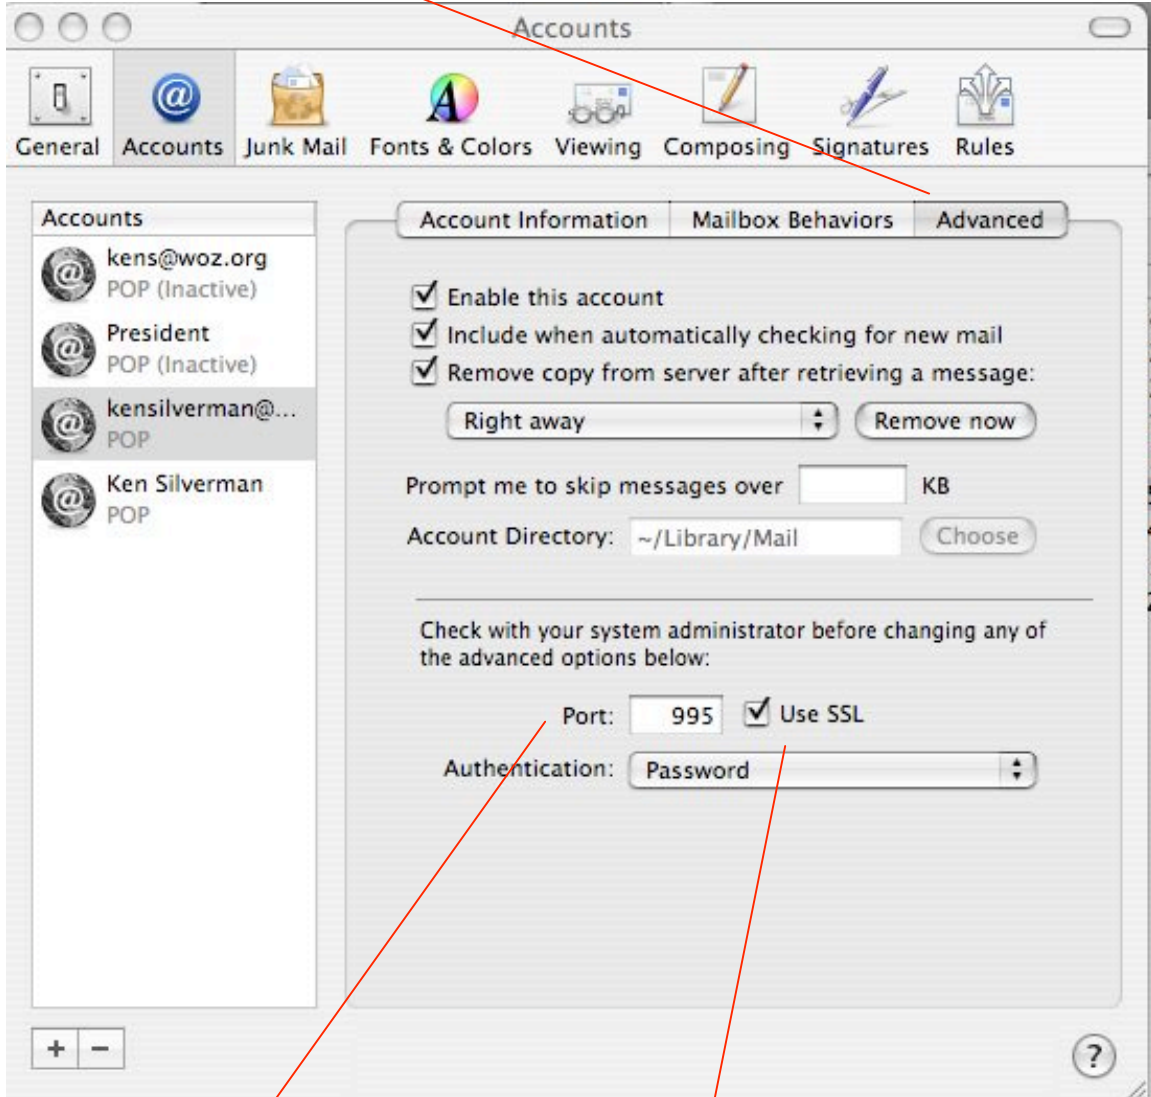 Accounts
General Accounts Junk Mail Fonts & Colors Viewing Composing Signatures Rules
Accounts
kens@woz.org
POP (Inactive)
President
POP (Inactive)
kensilverman@...
POP
Ken Silverman
POP
Account Information Mailbox Behaviors Advanced
Enable this account
Include when automatically checking for new mail
Remove copy from server after retrieving a message:
Right away Remove now
Prompt me to skip messages over KB
Account Directory: ~/Library/Mail Choose
Check with your system administrator before changing any of
the advanced options below:
Port: 995 Use SSL
Authentication: Password
+ − ?